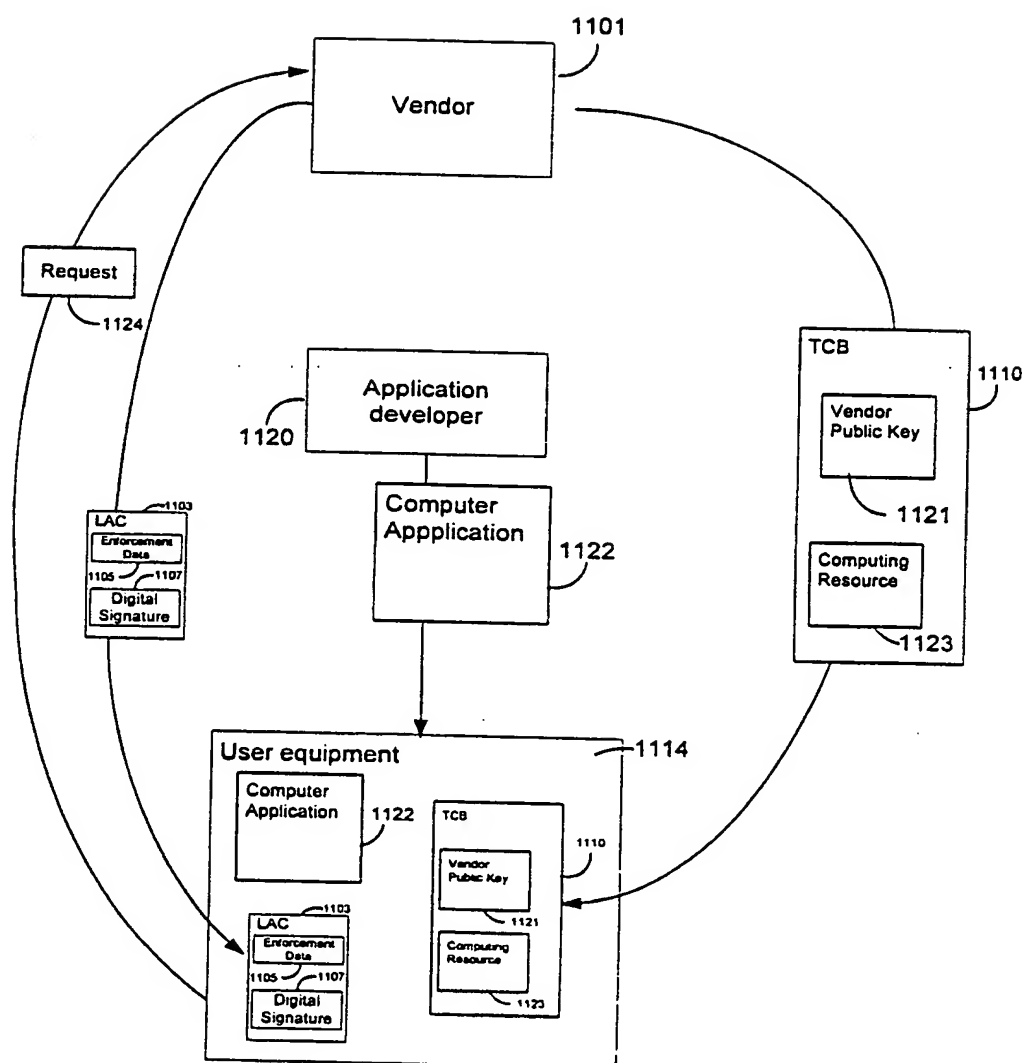 1101
Vendor
Request
1124
TCB
1110
Vendor
Public Key
1121
Computing
Resource
1123
Application
developer
1120
Computer
Appplication
1122
1103
LAC
Enforcement
Data
1105
1107
Digital
Signature
User equipment
1114
Computer
Application
1122
TCB
1110
Vendor
Public Key
1121
Computing
Resource
1123
1103
LAC
Enforcement
Data
1105
1107
Digital
Signature